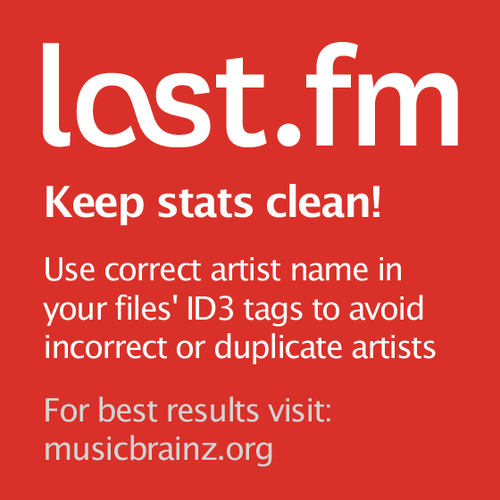 last.fm
Keep stats clean!
Use correct artist name in
your files' ID3 tags to avoid
incorrect or duplicate artists
For best results visit:
musicbrainz.org